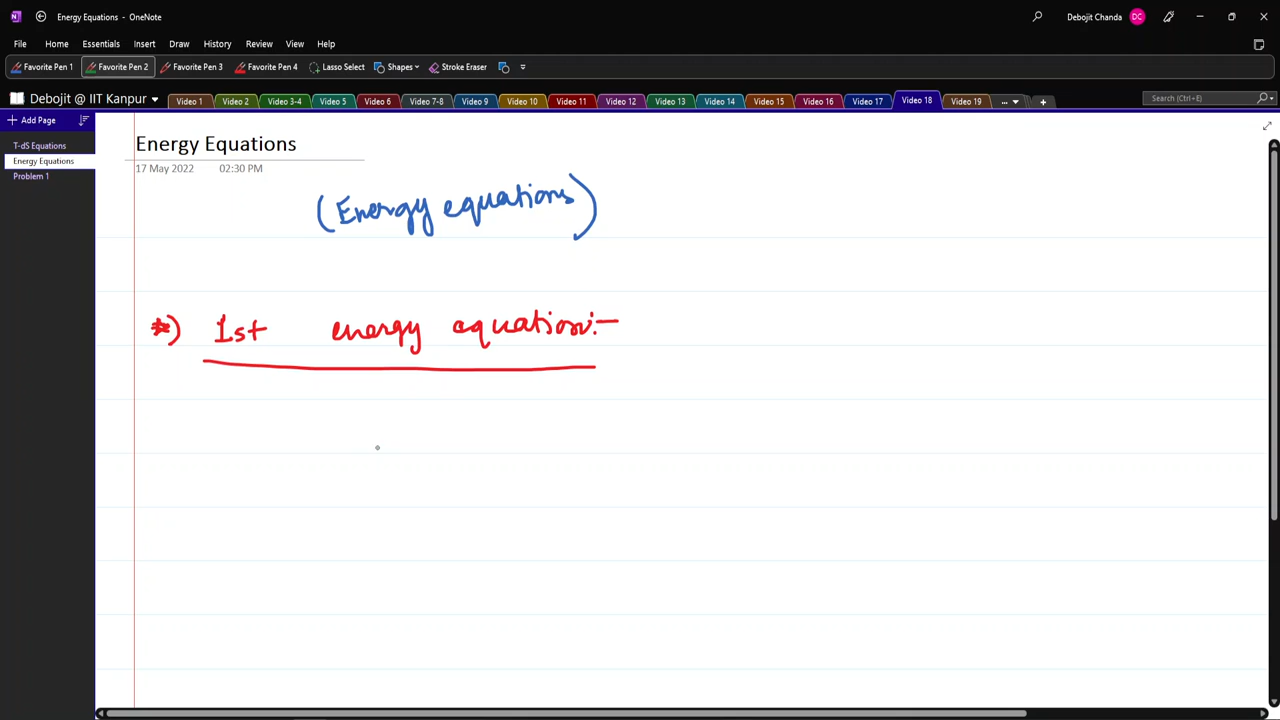 Energy Equations - OneNote
Debojit Chanda DC
File Home Essentials Insert Draw History Review View Help
Favorite Pen 1 Favorite Pen 2 Favorite Pen 3 Favorite Pen 4 Lasso Select Shapes Stroke Eraser
Debojit @ IIT Kanpur Video 1 Video 2 Video 3-4 Video 5 Video 6 Video 7-8 Video 9 Video 10 Video 11 Video 12 Video 13 Video 14 Video 15 Video 16 Video 17 Video 18 Video 19 ... Search (Ctrl+E)
Add Page
T-dS Equations
Energy Equations
Problem 1
Energy Equations
17 May 2022 02:30 PM
(Energy equations)
*) 1st energy equation:-